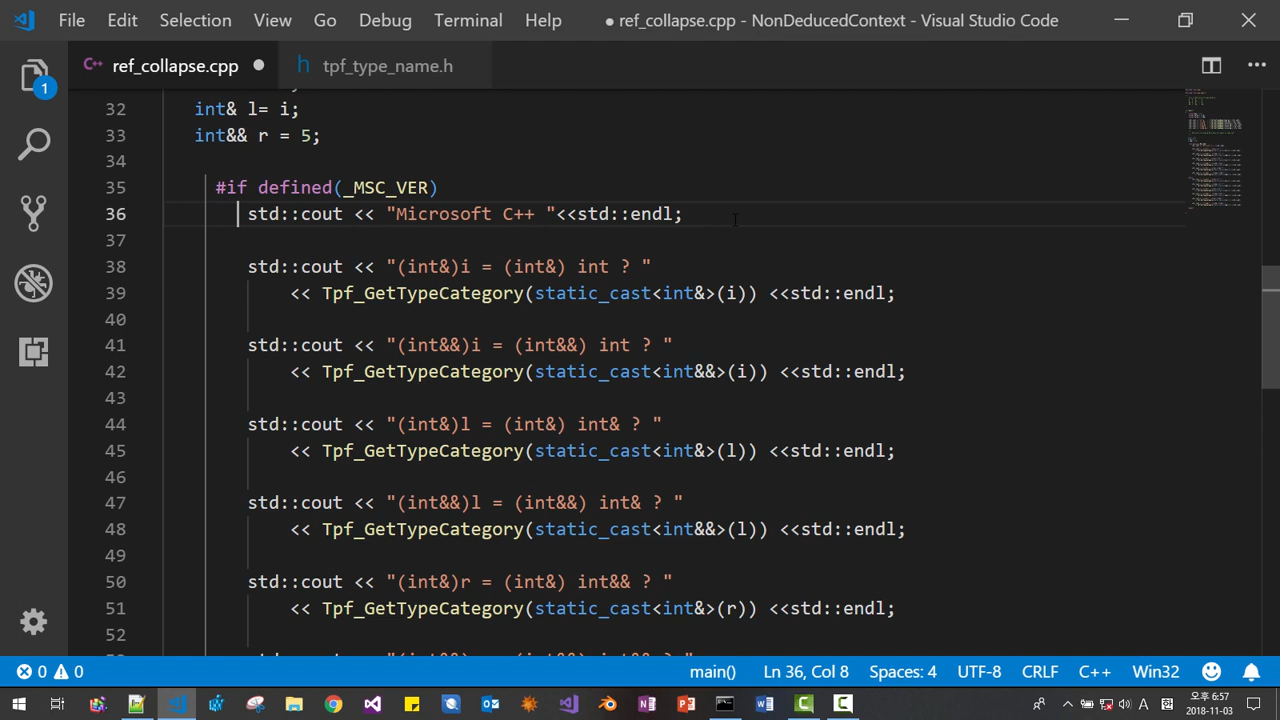 File Edit Selection View Go Debug Terminal Help ● ref_collapse.cpp - NonDeducedContext - Visual Studio Code
ref_collapse.cpp ● tpf_type_name.h
1
32 int& l= i;
33 int&& r = 5;
34
35 #if defined(_MSC_VER)
36 std::cout << "Microsoft C++ "<<std::endl;
37
38 std::cout << "(int&)i = (int&) int ? "
39 << Tpf_GetTypeCategory(static_cast<int&>(i)) <<std::endl;
40
41 std::cout << "(int&&)i = (int&&) int ? "
42 << Tpf_GetTypeCategory(static_cast<int&&>(i)) <<std::endl;
43
44 std::cout << "(int&)l = (int&) int& ? "
45 << Tpf_GetTypeCategory(static_cast<int&>(l)) <<std::endl;
46
47 std::cout << "(int&&)l = (int&&) int& ? "
48 << Tpf_GetTypeCategory(static_cast<int&&>(l)) <<std::endl;
49
50 std::cout << "(int&)r = (int&) int&& ? "
51 << Tpf_GetTypeCategory(static_cast<int&>(r)) <<std::endl;
52
0 0 main() Ln 36, Col 8 Spaces: 4 UTF-8 CRLF C++ Win32
A 오후 6:57
2018-11-03